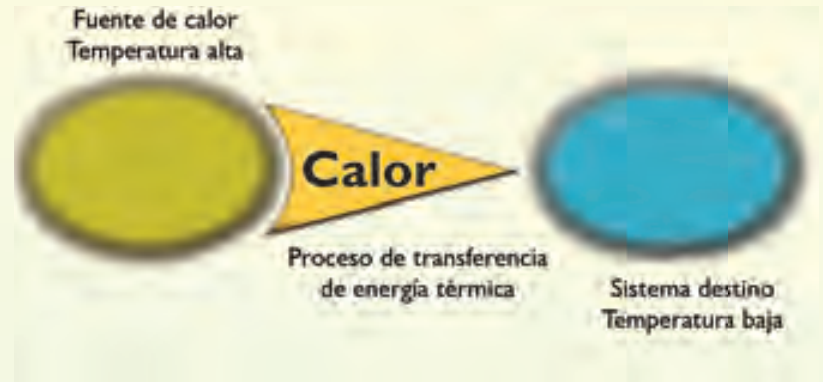 Fuente de calor
Temperatura alta
Calor
Proceso de transferencia
de energía térmica
Sistema destino
Temperatura baja